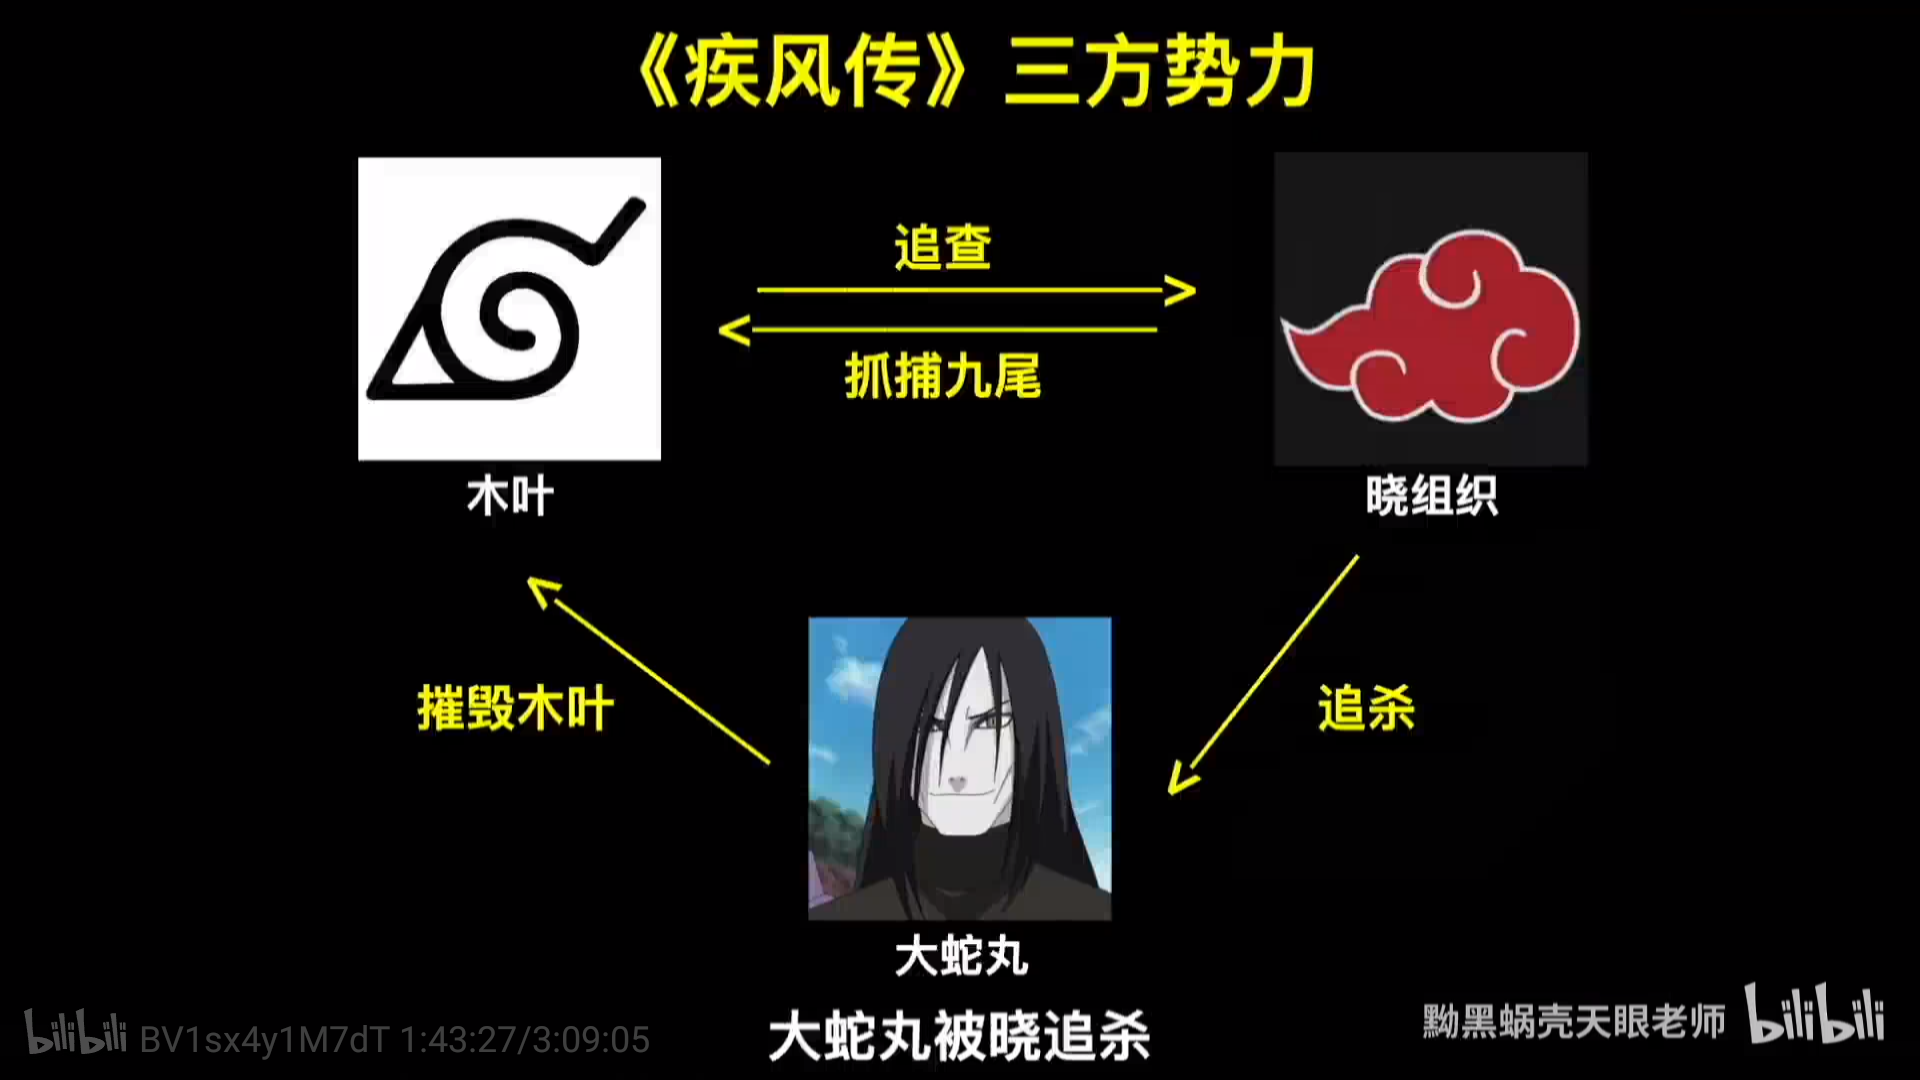 《疾风传》三方势力
追查
抓捕九尾
木叶
晓组织
摧毁木叶
追杀
大蛇丸
大蛇丸被晓追杀
黝黑蜗壳天眼老师 bilibili
bilibili BV1sx4y1M7dT 1:43:27/3:09:05